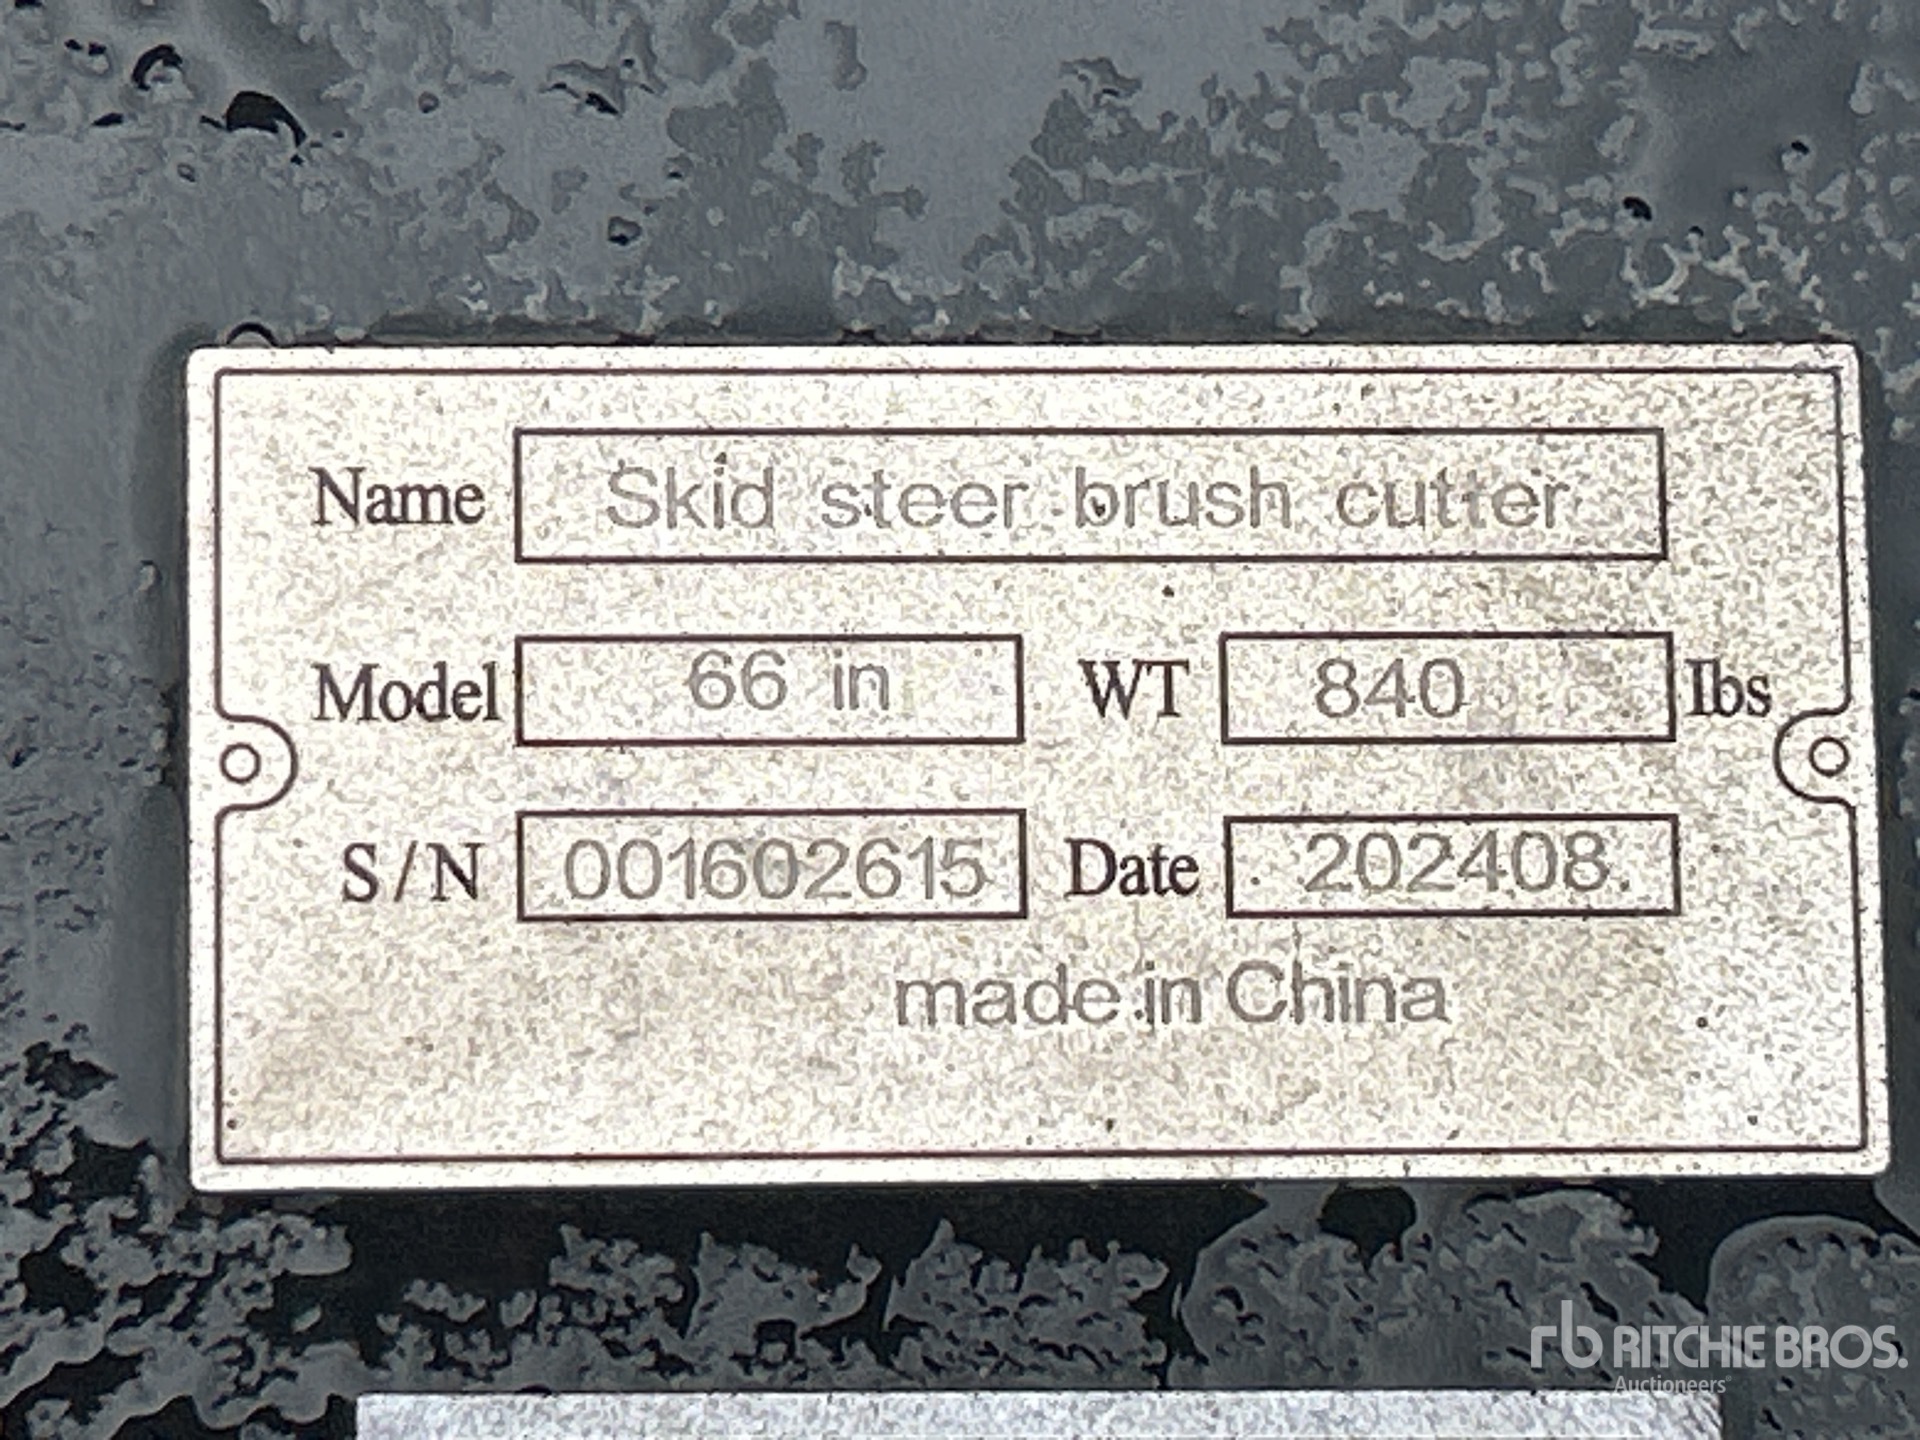 Name Skid steer brush cutter
Model 66 in WT 840 lbs
S/N 001602615 Date 202408
made in China
rb RITCHIE BROS.
Auctioneers